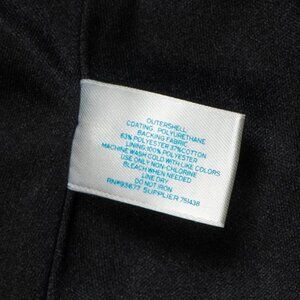 OUTERSHELL
COATING: POLYURETHANE
BACKING FABRIC
63% POLYESTER 37% COTTON
LINING: 100% POLYESTER
MACHINE WASH COLD WITH LIKE COLORS
USE ONLY NON-CHLORINE
BLEACH WHEN NEEDED
LINE DRY
DO NOT IRON
RN#93677 SUPPLIER 751438